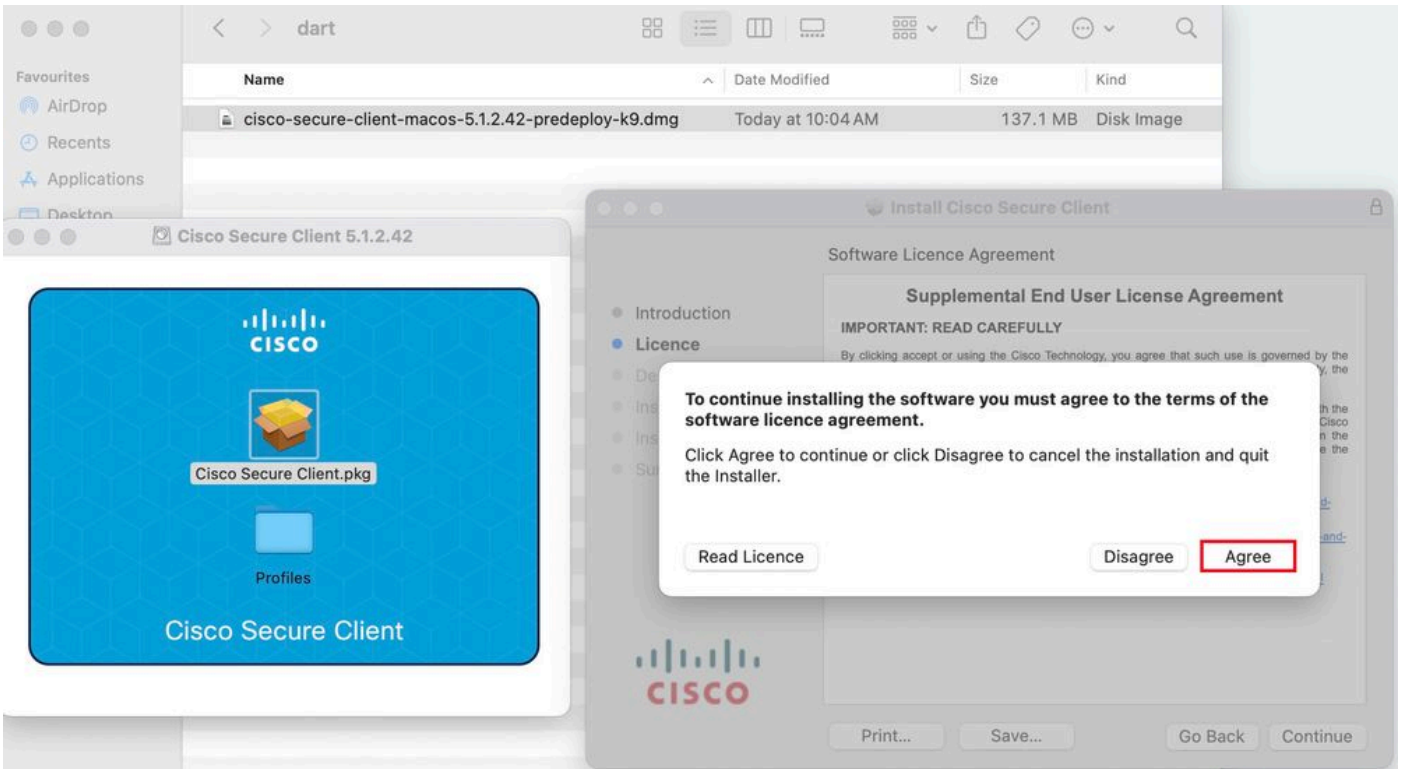 dart
Favourites
AirDrop
Recents
Applications
Desktop
Name
Date Modified
Size
Kind
cisco-secure-client-macos-5.1.2.42-predeploy-k9.dmg
Today at 10:04 AM
137.1 MB
Disk Image
Cisco Secure Client 5.1.2.42
CISCO
Cisco Secure Client.pkg
Profiles
Cisco Secure Client
Install Cisco Secure Client
Software Licence Agreement
Introduction
Licence
Supplemental End User License Agreement
IMPORTANT: READ CAREFULLY
By clicking accept or using the Cisco Technology, you agree that such use is governed by the
the
the
Cisco
the
the
To continue installing the software you must agree to the terms of the
software licence agreement.
Click Agree to continue or click Disagree to cancel the installation and quit
the Installer.
Read Licence
Disagree
Agree
CISCO
Print...
Save...
Go Back
Continue